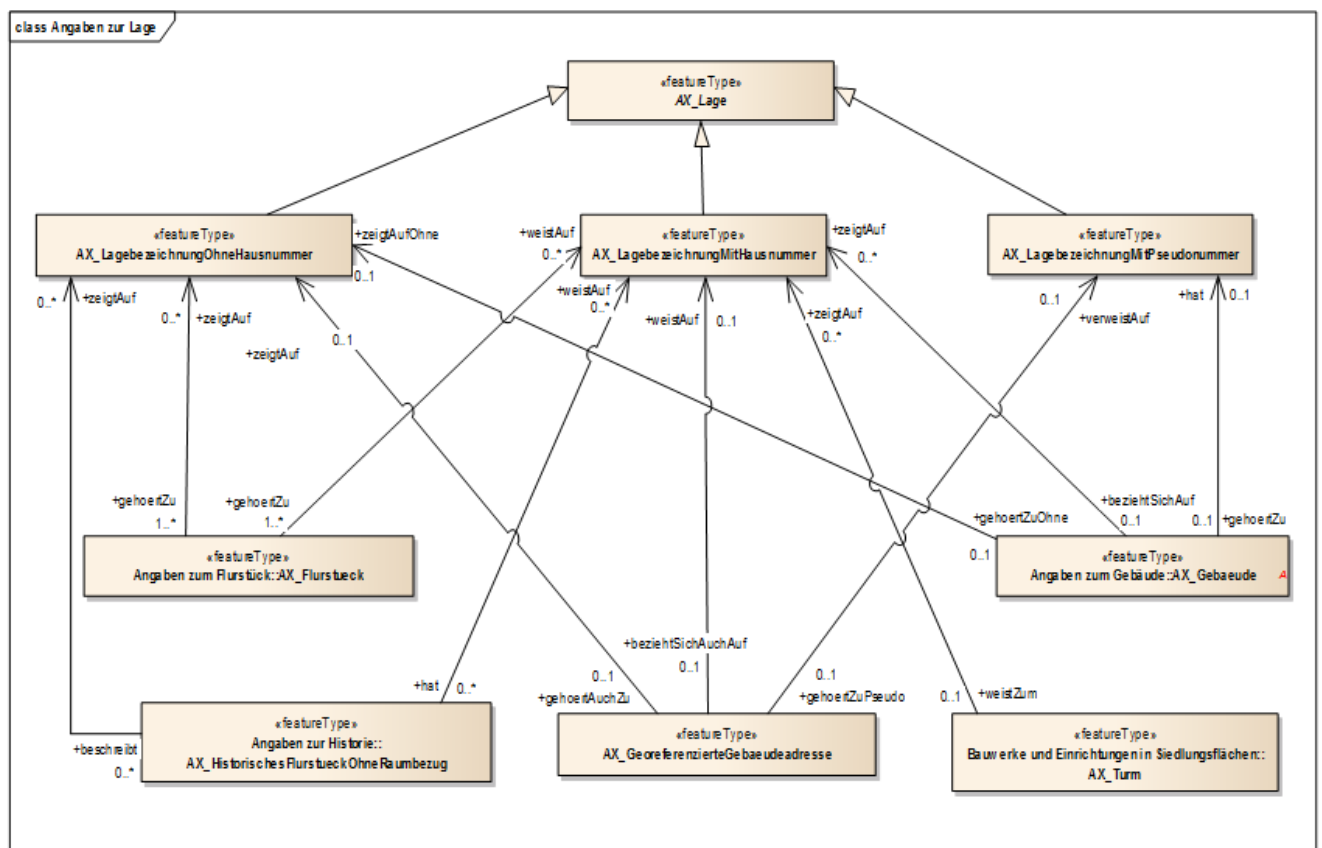 class Angaben zur Lage
«featureType»
AX_Lage
«featureType»
AX_LagebezeichnungOhneHausnummer
«featureType»
AX_LagebezeichnungMitHausnummer
«featureType»
AX_LagebezeichnungMitPseudonummer
+zeigtAufOhne
0..1
+weistAuf
0..*
+zeigtAuf
0..*
0..*
+zeigtAuf
0..*
+zeigtAuf
+zeigtAuf
0..1
+weistAuf
0..*
+weistAuf
0..1
+zeigtAuf
0..*
0..1
+verweistAuf
+hat
0..1
+gehoertZu
1..*
+gehoertZu
1..*
+gehoertZuOhne
0..1
+beziehtSichAuf
0..1
0..1
+gehoertZu
«featureType»
Angaben zum Flurstück::AX_Flurstueck
«featureType»
Angaben zum Gebäude::AX_Gebaeude
A
+beziehtSichAuchAuf
0..1
+hat
0..*
0..1
+gehoertAuchZu
0..1
+gehoertZuPseudo
0..1
+weistZum
+beschreibt
0..*
«featureType»
Angaben zur Historie::
AX_HistorischesFlurstueckOhneRaumbezug
«featureType»
AX_GeoreferenzierteGebaeudeadresse
«featureType»
Bauwerke und Einrichtungen in Siedlungsflächen::
AX_Turm